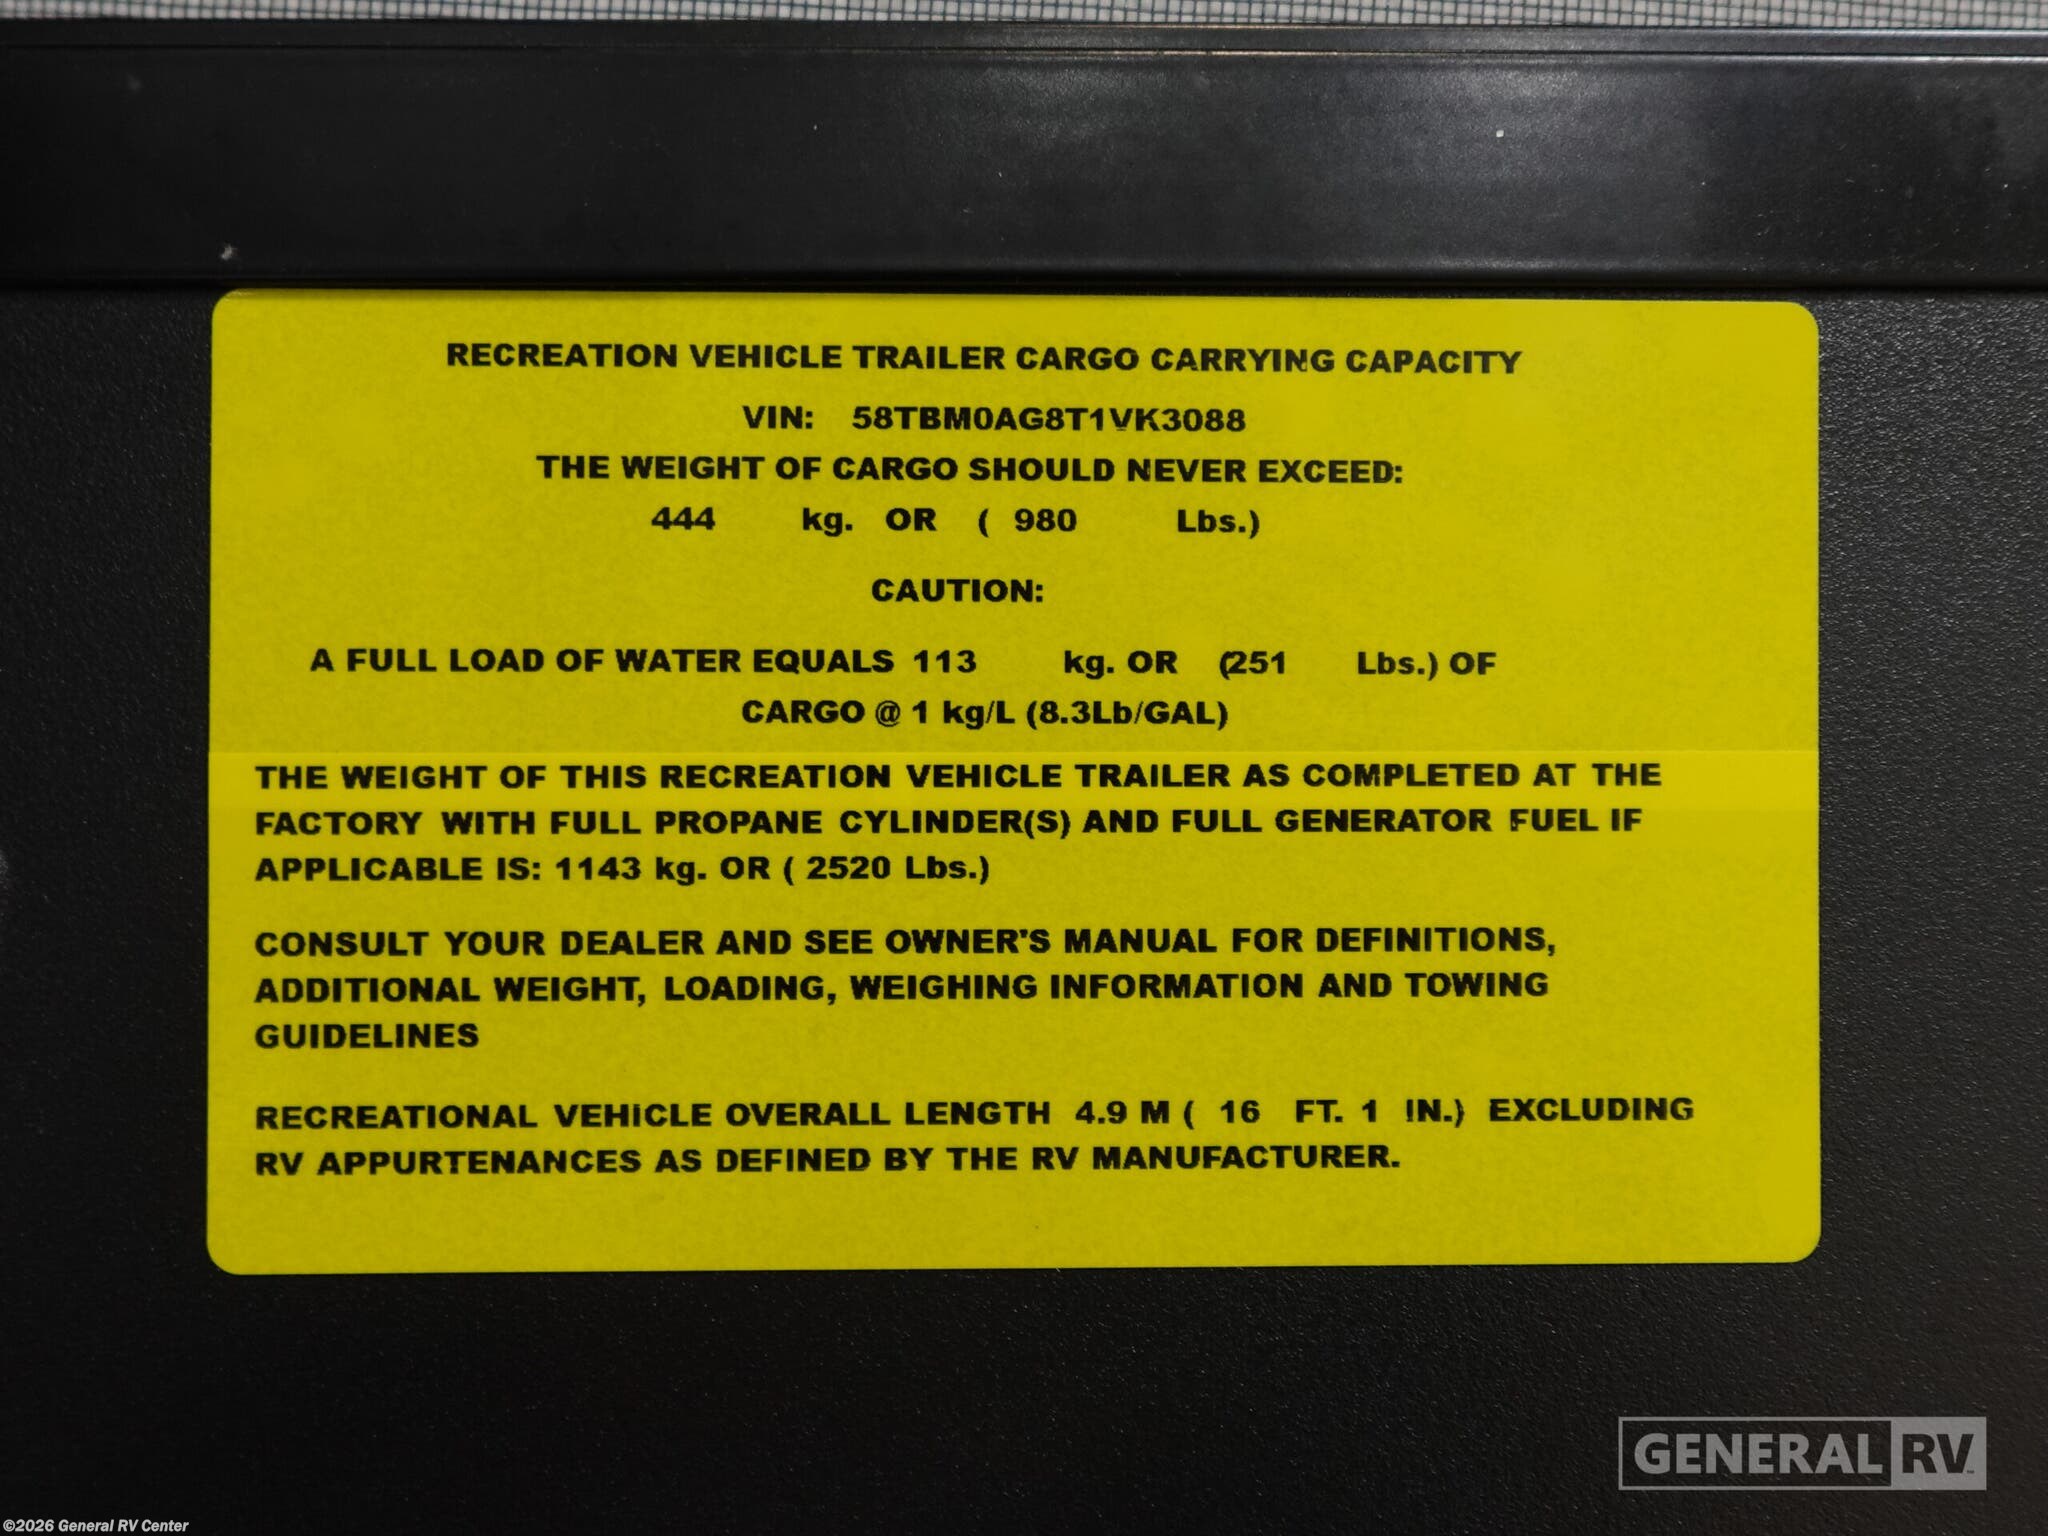 RECREATION VEHICLE TRAILER CARGO CARRYING CAPACITY
VIN: 58TBM0AG8T1VK3088
THE WEIGHT OF CARGO SHOULD NEVER EXCEED:
444 kg. OR ( 980 Lbs.)
CAUTION:
A FULL LOAD OF WATER EQUALS 113 kg. OR (251 Lbs.) OF
CARGO @ 1 kg/L (8.3Lb/GAL)
THE WEIGHT OF THIS RECREATION VEHICLE TRAILER AS COMPLETED AT THE
FACTORY WITH FULL PROPANE CYLINDER(S) AND FULL GENERATOR FUEL IF
APPLICABLE IS: 1143 kg. OR ( 2520 Lbs.)
CONSULT YOUR DEALER AND SEE OWNER'S MANUAL FOR DEFINITIONS,
ADDITIONAL WEIGHT, LOADING, WEIGHING INFORMATION AND TOWING
GUIDELINES
RECREATIONAL VEHICLE OVERALL LENGTH 4.9 M ( 16 FT. 1 IN.) EXCLUDING
RV APPURTENANCES AS DEFINED BY THE RV MANUFACTURER.
GENERAL RV
©2026 General RV Center